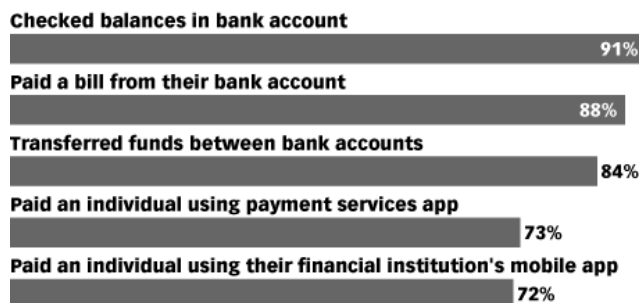 Checked balances in bank account
91%
Paid a bill from their bank account
88%
Transferred funds between bank accounts
84%
Paid an individual using payment services app
73%
Paid an individual using their financial institution's mobile app
72%